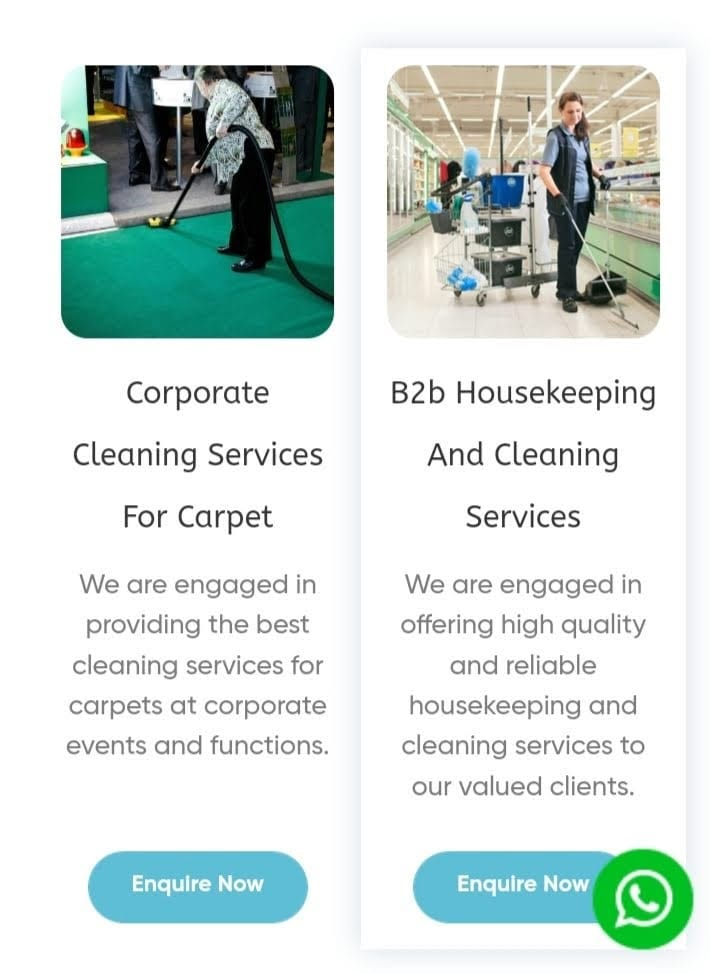 Corporate
Cleaning Services
For Carpet
We are engaged in
providing the best
cleaning services for
carpets at corporate
events and functions.
Enquire Now
B2b Housekeeping
And Cleaning
Services
We are engaged in
offering high quality
and reliable
housekeeping and
cleaning services to
our valued clients.
Enquire Now